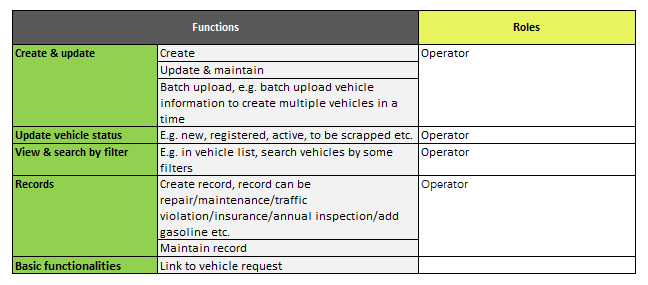 Functions Roles
Create & update Create Operator
Update & maintain
Batch upload, e.g. batch upload vehicle
information to create multiple vehicles in a
time
Update vehicle status E.g. new, registered, active, to be scrapped etc. Operator
View & search by filter E.g. in vehicle list, search vehicles by some Operator
filters
Records Create record, record can be Operator
repair/maintenance/traffic
violation/insurance/annual inspection/add
gasoline etc.
Maintain record
Basic functionalities Link to vehicle request